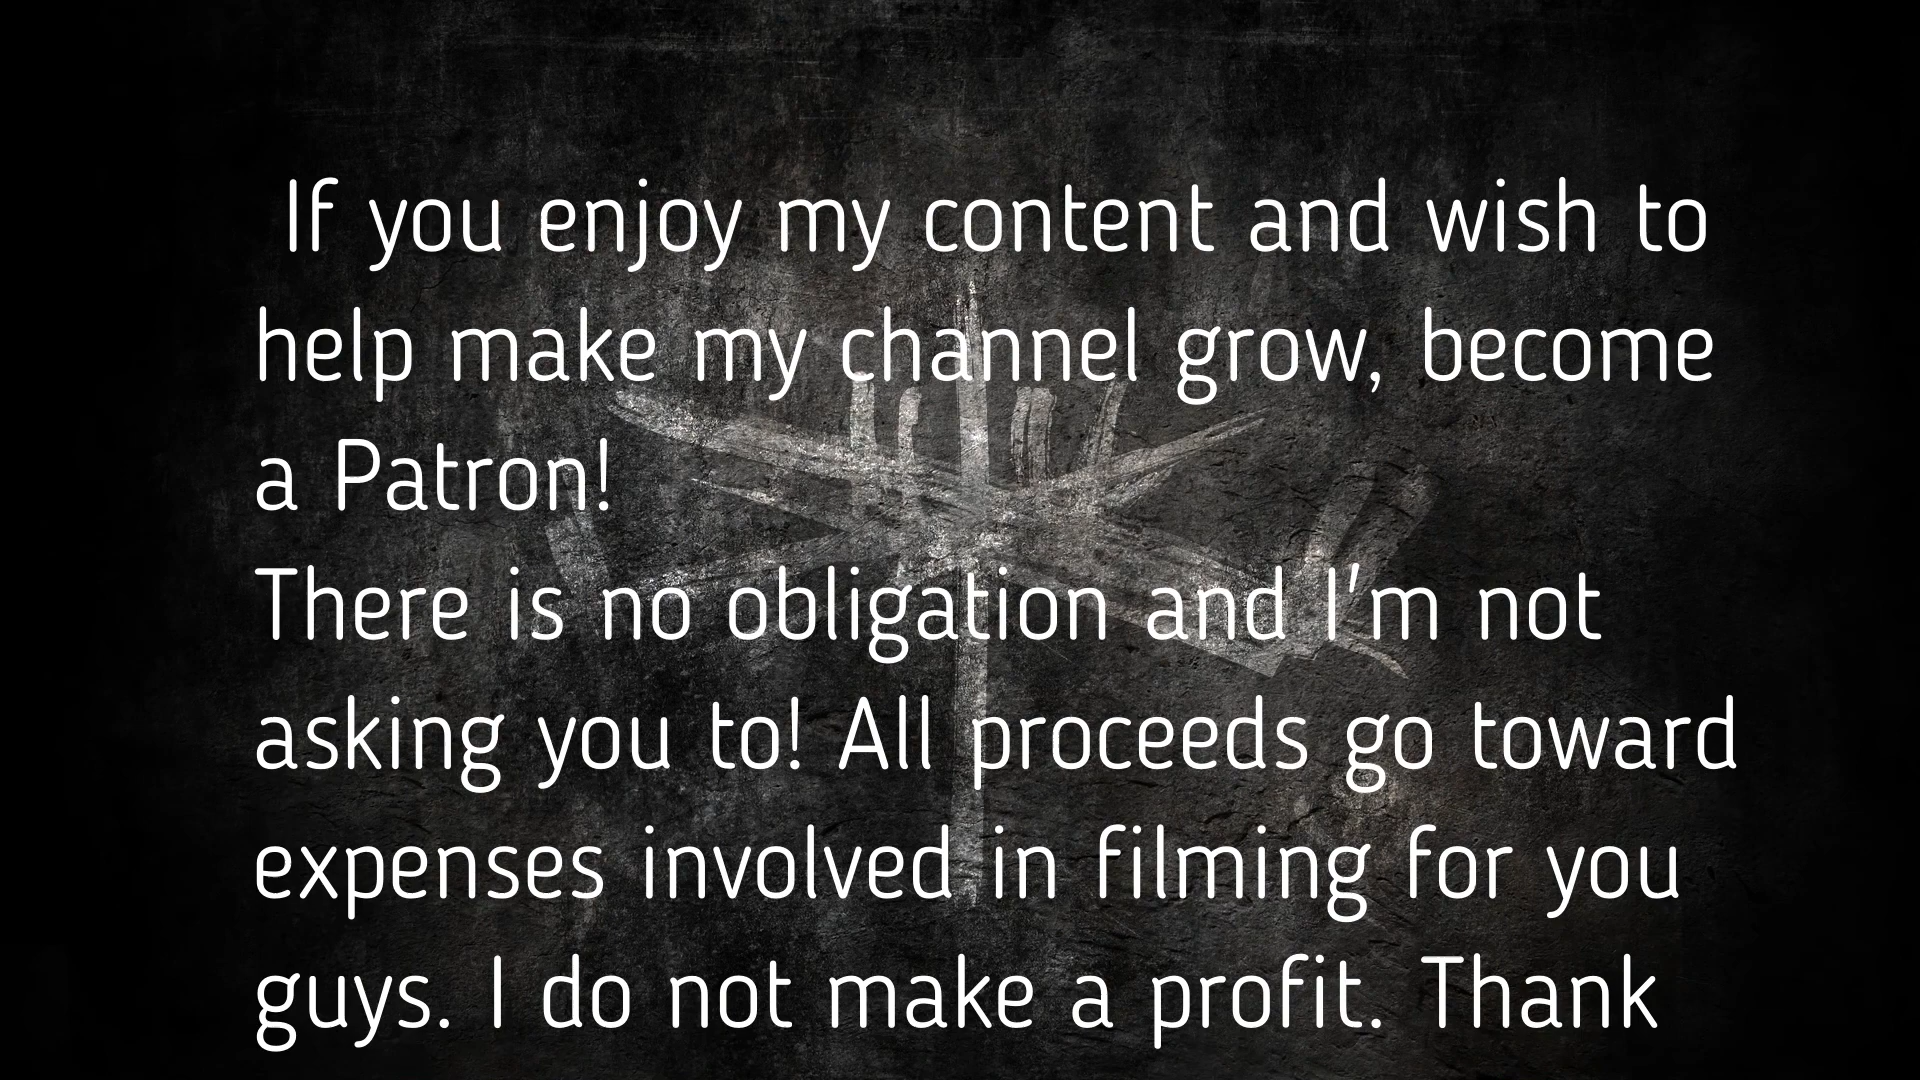 If you enjoy my content and wish to
help make my channel grow, become
a Patron!
There is no obligation and I'm not
asking you to! All proceeds go toward
expenses involved in filming for you
guys. I do not make a profit. Thank